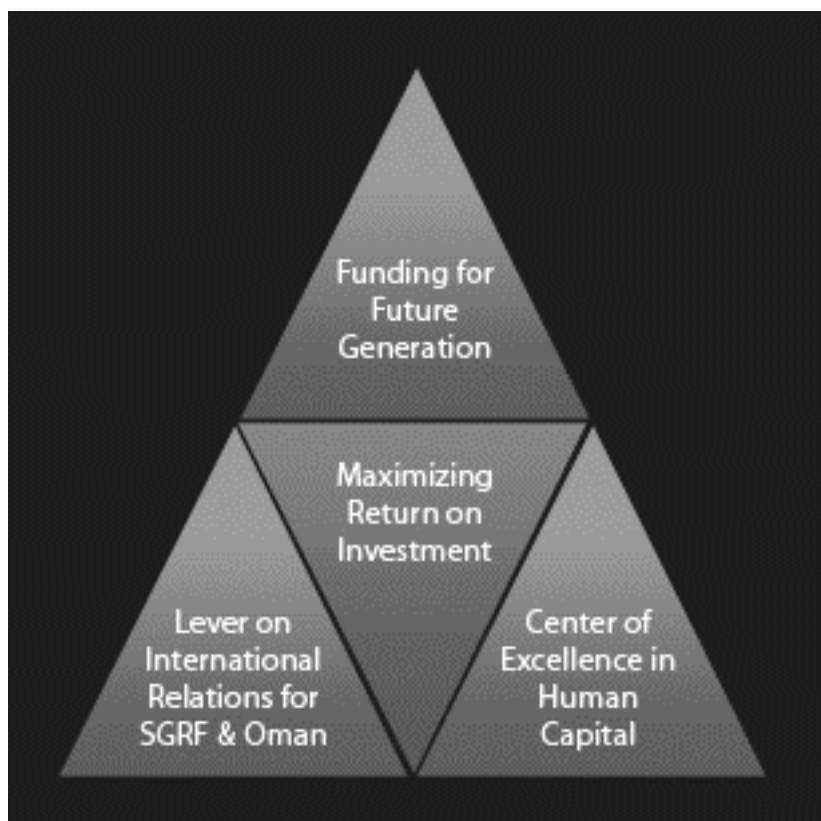 Funding for
Future
Generation
Maximizing
Return on
Investment
Lever on
International
Relations for
SGRF & Oman
Center of
Excellence in
Human
Capital